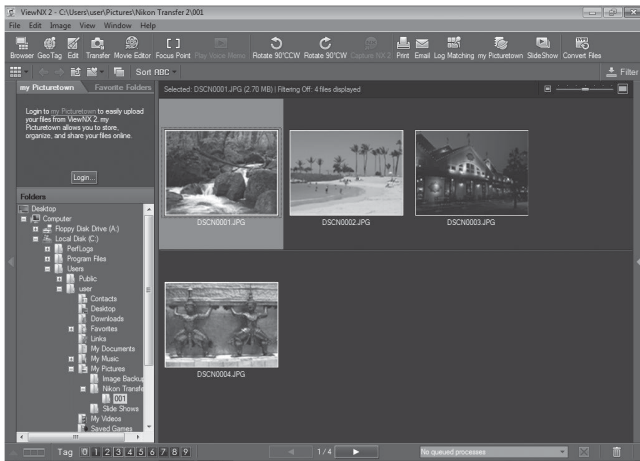 ViewNX 2 - C:\Users\user\Pictures\Nikon Transfer 2\001
File Edit Image View Window Help
Browser GeoTag Edit Transfer Movie Editor Focus Point Play Voice Memo Rotate 90°CCW Rotate 90°CW Capture NX 2 Print Email Log Matching my Picturetown SlideShow Convert Files
Sort ABC Filter
my Picturetown Favorite Folders
Selected: DSCN0001.JPG (2.70 MB) | Filtering Off: 4 files displayed
Login to my Picturetown to easily upload
your files from ViewNX 2. my
Picturetown allows you to store,
organize, and share your files online.
Login...
Folders
Desktop
Computer
Floppy Disk Drive (A:)
Local Disk (C:)
PerfLogs
Program Files
Users
Public
user
Contacts
Desktop
Downloads
Favorites
Links
My Documents
My Music
My Pictures
Image Backup
Nikon Transfe
001
Slide Shows
My Videos
Saved Games
DSCN0001.JPG
DSCN0002.JPG
DSCN0003.JPG
DSCN0004.JPG
Tag 0 1 2 3 4 5 6 7 8 9
1/4
No queued processes